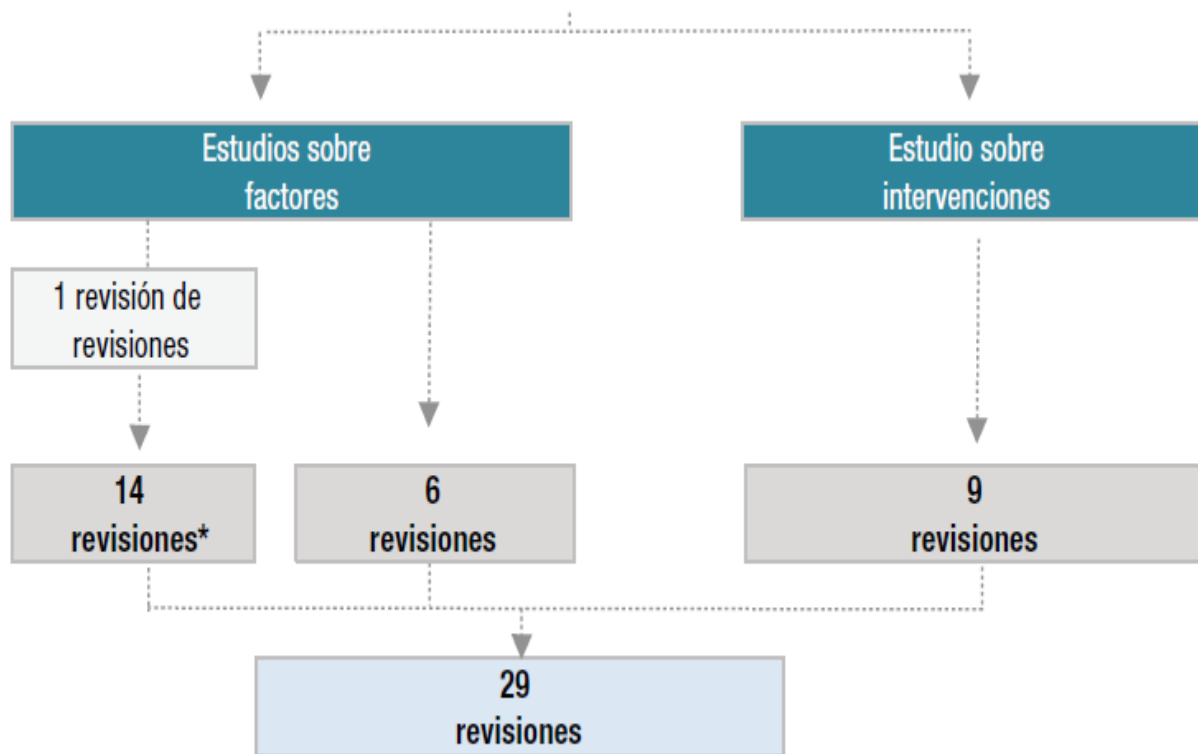 Estudios sobre
factores
Estudio sobre
intervenciones
1 revisión de
revisiones
14
revisiones*
6
revisiones
9
revisiones
29
revisiones